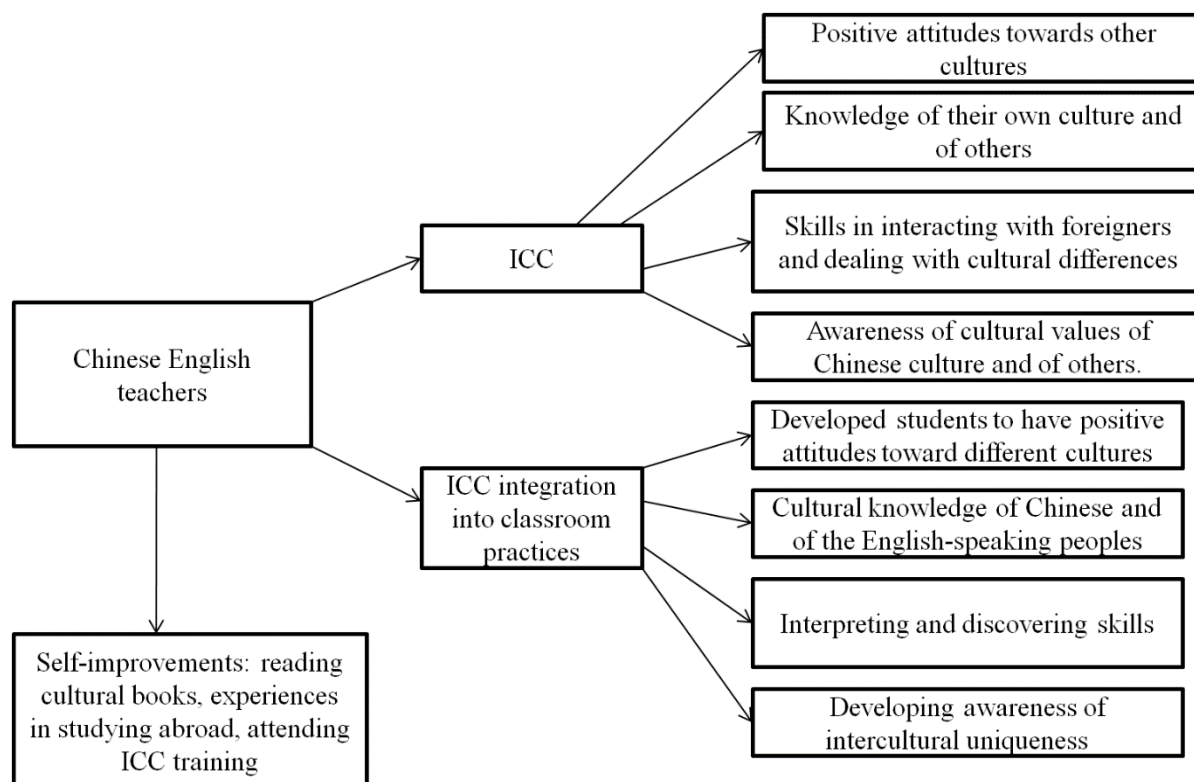 Positive attitudes towards other
cultures
Knowledge of their own culture and
of others
Skills in interacting with foreigners
and dealing with cultural differences
Awareness of cultural values of
Chinese culture and of others.
ICC
Chinese English
teachers
Developed students to have positive
attitudes toward different cultures
Cultural knowledge of Chinese and
of the English-speaking peoples
Interpreting and discovering skills
Developing awareness of
intercultural uniqueness
ICC integration
into classroom
practices
Self-improvements: reading
cultural books, experiences
in studying abroad, attending
ICC training